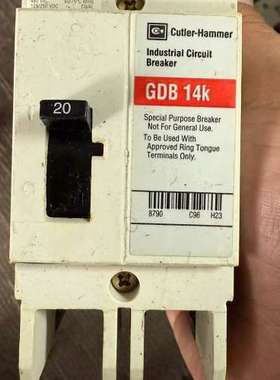 Cutler-Hammer
Industrial Circuit
Breaker
GDB 14k
20
Special Purpose Breaker
Not For General Use.
To Be Used With
Approved Ring Tongue
Terminals Only.
8790 C96 H23